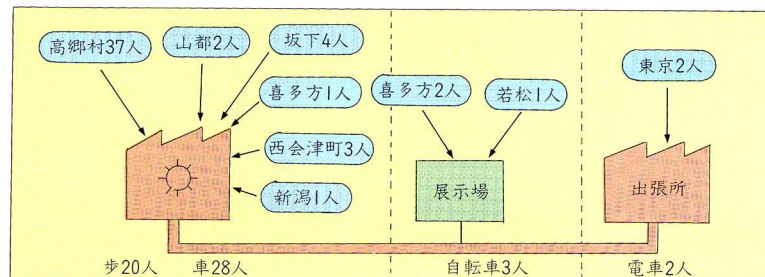 高郷村37人
山都2人
坂下4人
喜多方1人
西会津町3人
新潟1人
喜多方2人
若松1人
展示場
東京2人
出張所
歩20人 車28人
自転車3人
電車2人